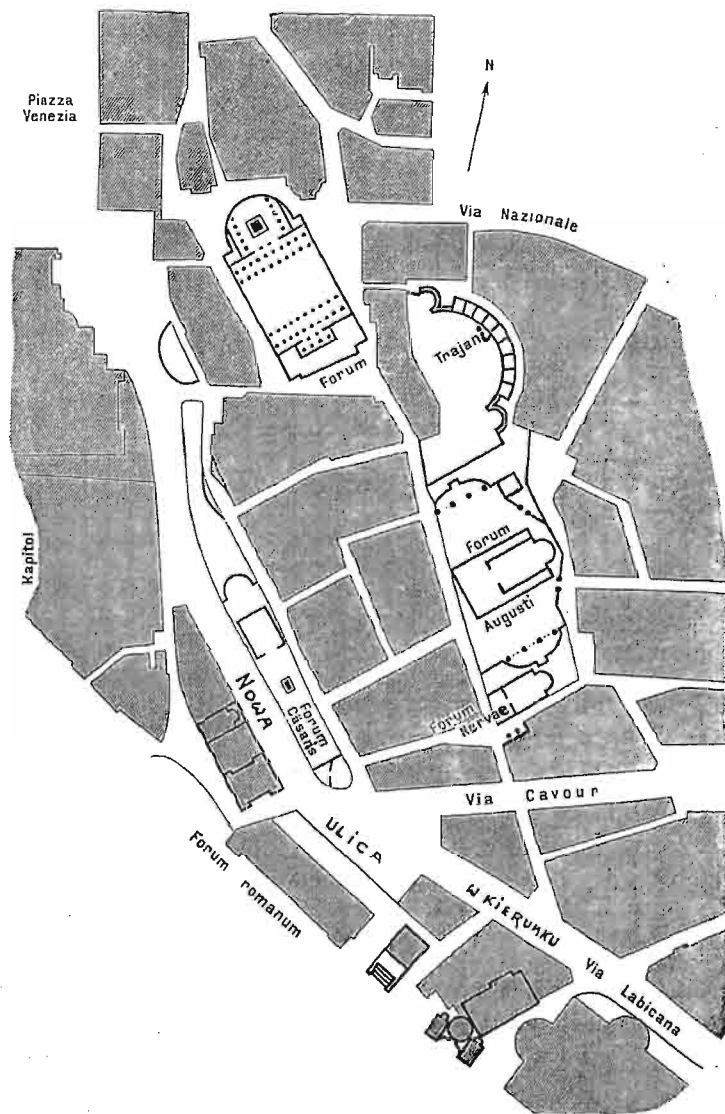 N
Piazza
Venezia
Via Nazionale
Trajani
Forum
Kapitol
Forum
Augusti
NOWA
Forum
Cäsaris
Forum
Nervae
Via Cavour
ULICA
Forum romanum
W KIERUNKU
Via Labicana